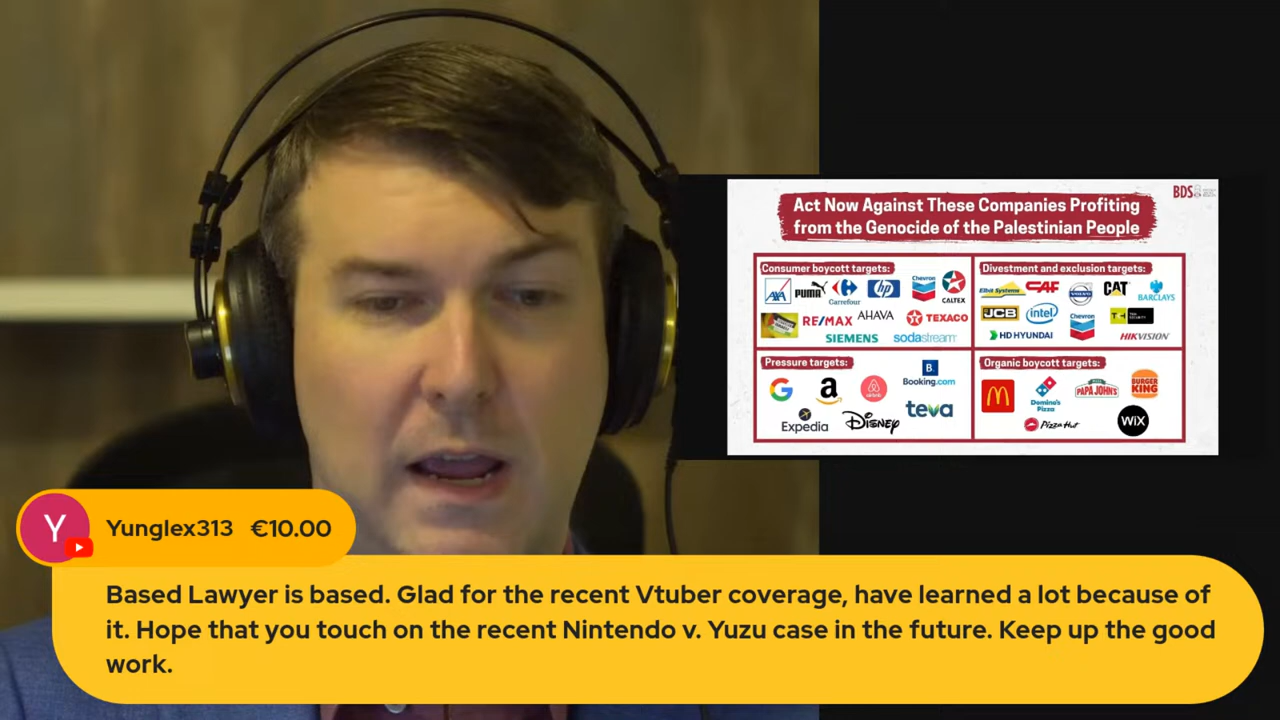 BDS
Act Now Against These Companies Profiting
from the Genocide of the Palestinian People
Consumer boycott targets:
AXA PUMA Carrefour hp Chevron CALTEX
RE/MAX AHAVA TEXACO
SIEMENS sodastream
Divestment and exclusion targets:
Elbit Systems CAF VOLVO CAT BARCLAYS
JCB intel Chevron
HD HYUNDAI HIKVISION
Pressure targets:
G a airbnb B. Booking.com
Expedia Disney teva
Organic boycott targets:
M Domino's Pizza PAPA JOHNS BURGER KING
Pizza Hut WiX
Y Yunglex313 €10.00
Based Lawyer is based. Glad for the recent Vtuber coverage, have learned a lot because of
it. Hope that you touch on the recent Nintendo v. Yuzu case in the future. Keep up the good
work.